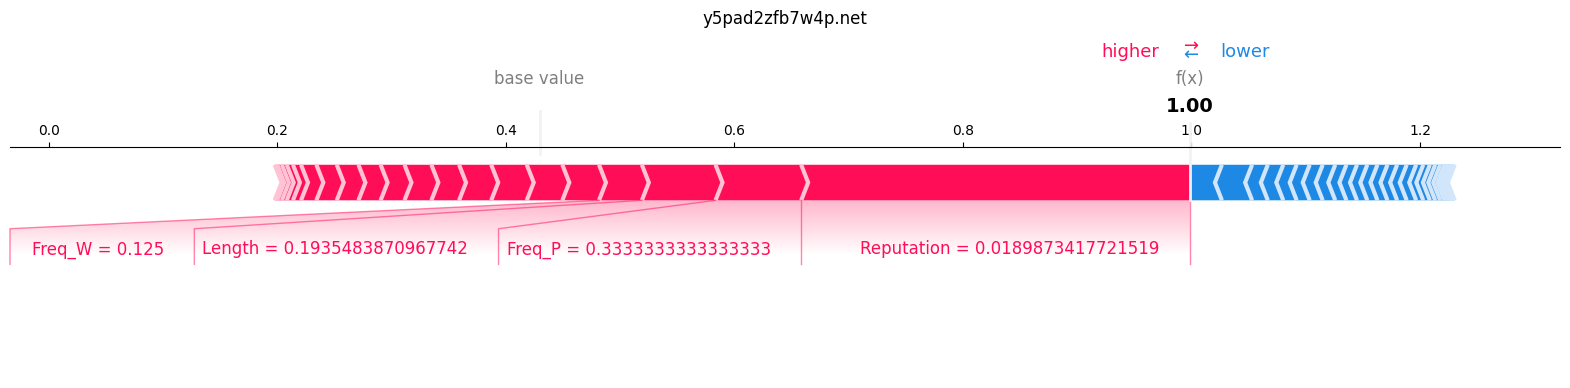 y5pad2zfb7w4p.net
higher ⇄ lower
base value
f(x)
1.00
0.0 0.2 0.4 0.6 0.8 1.0 1.2
Freq_W = 0.125 Length = 0.1935483870967742 Freq_P = 0.3333333333333333 Reputation = 0.0189873417721519